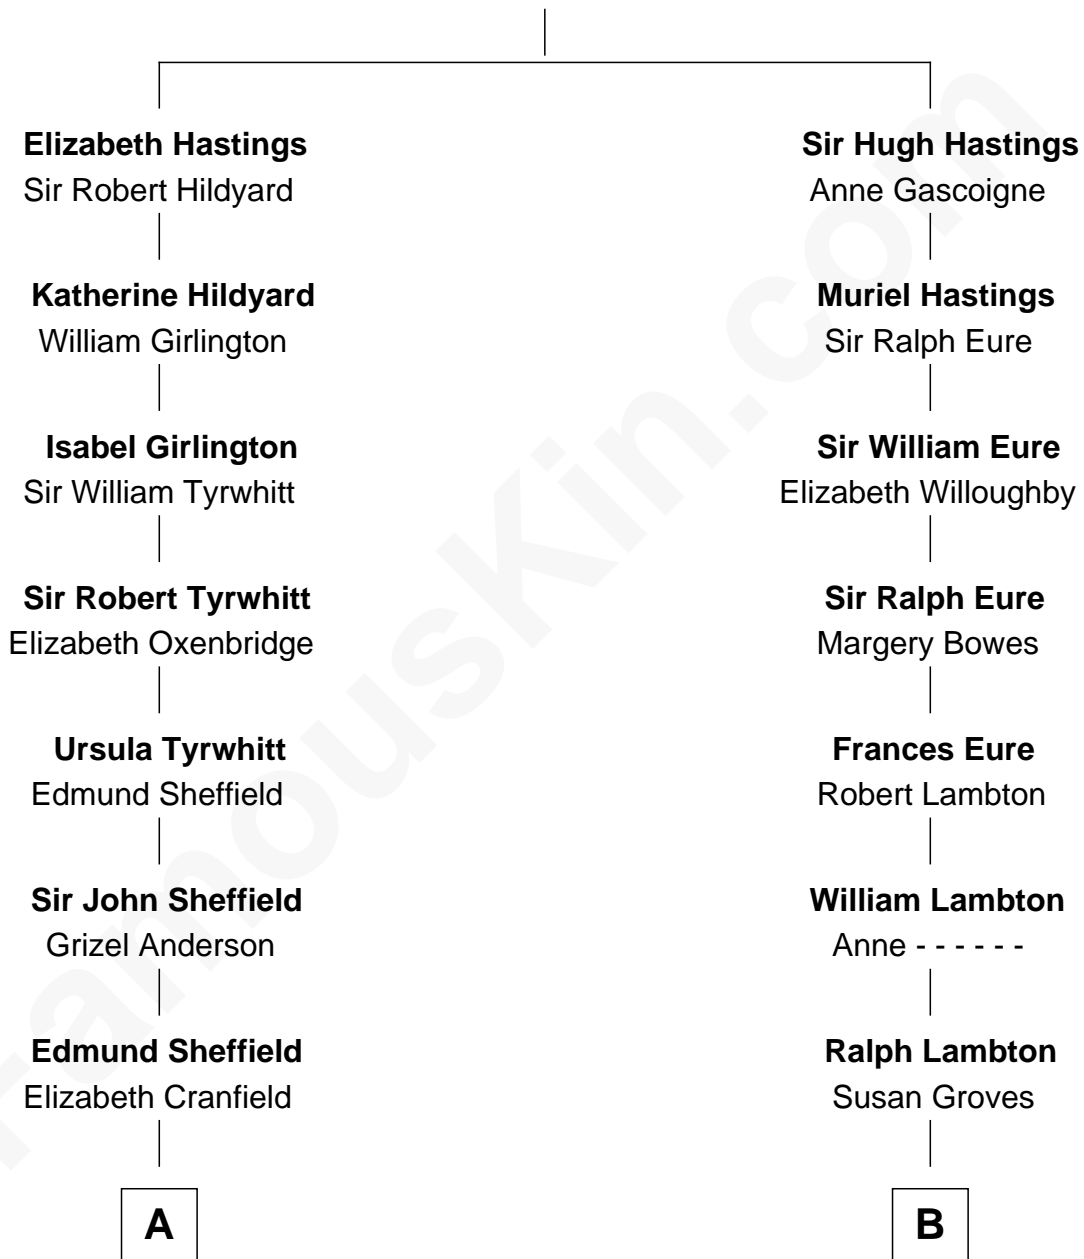 Elizabeth Hastings
Sir Robert Hildyard
Katherine Hildyard
William Girlington
Isabel Girlington
Sir William Tyrwhitt
Sir Robert Tyrwhitt
Elizabeth Oxenbridge
Ursula Tyrwhitt
Edmund Sheffield
Sir John Sheffield
Grizel Anderson
Edmund Sheffield
Elizabeth Cranfield
A
Sir Hugh Hastings
Anne Gascoigne
Muriel Hastings
Sir Ralph Eure
Sir William Eure
Elizabeth Willoughby
Sir Ralph Eure
Margery Bowes
Frances Eure
Robert Lambton
William Lambton
Anne - - - - - -
Ralph Lambton
Susan Groves
B
FamousKin.com